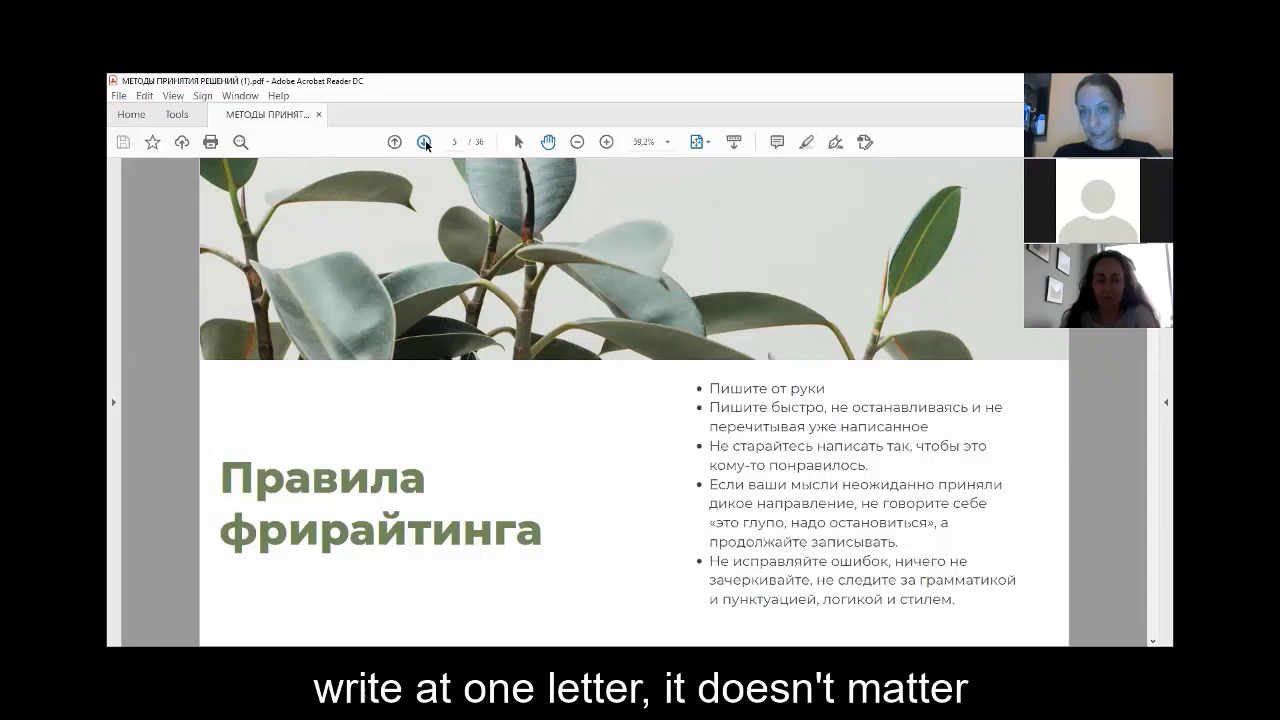 МЕТОДЫ ПРИНЯТИЯ РЕШЕНИЙ (1).pdf - Adobe Acrobat Reader DC
File Edit View Sign Window Help
Home Tools МЕТОДЫ ПРИНЯТ... ×
5 / 36 59,2%
Правила
фрирайтинга
• Пишите от руки
• Пишите быстро, не останавливаясь и не
перечитывая уже написанное
• Не старайтесь написать так, чтобы это
кому-то понравилось.
• Если ваши мысли неожиданно приняли
дикое направление, не говорите себе
«это глупо, надо остановиться», а
продолжайте записывать.
• Не исправляйте ошибок, ничего не
зачеркивайте, не следите за грамматикой
и пунктуацией, логикой и стилем.
write at one letter, it doesn't matter